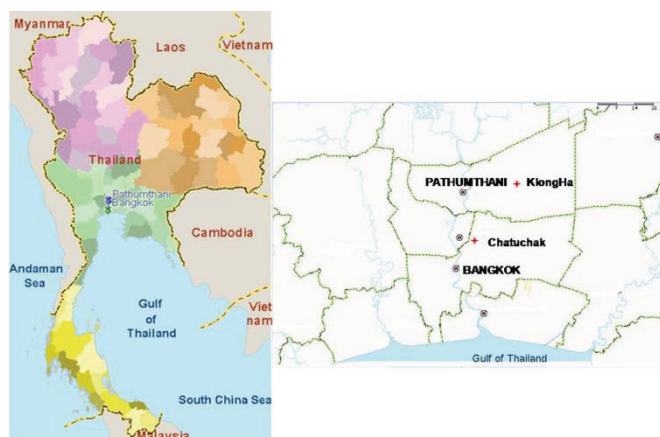 Myanmar
Laos
Vietnam
Thailand
Pathumthani
Bangkok
Cambodia
Andaman
Sea
Gulf
of
Thailand
Viet
nam
South China Sea
Malaysia
PATHUMTHANI
KlongHa
Chatuchak
BANGKOK
Gulf of Thailand